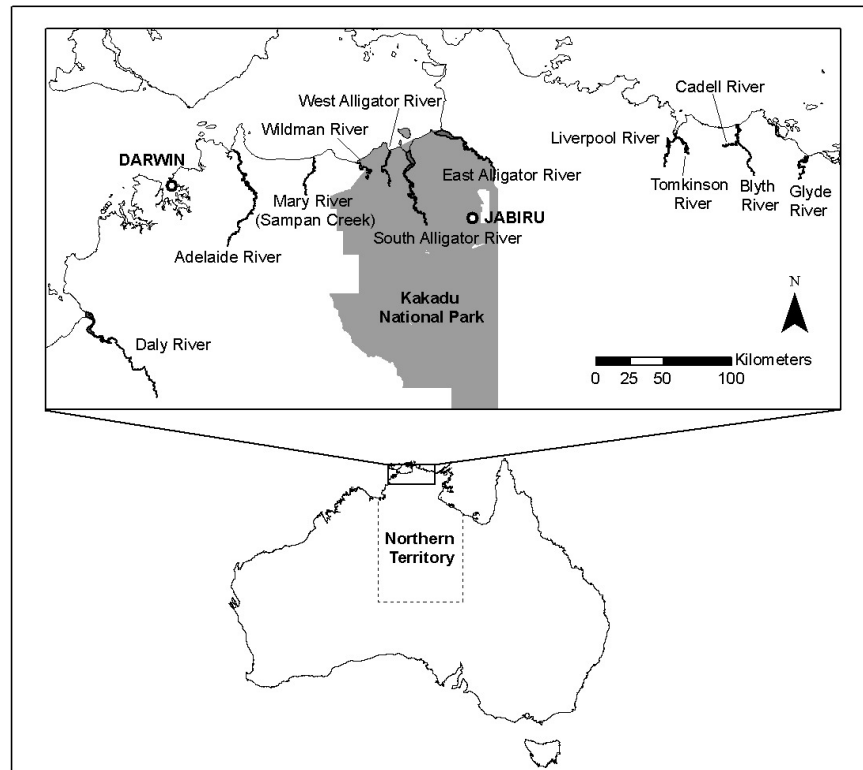 West Alligator River
Cadell River
Wildman River
Liverpool River
DARWIN
East Alligator River
Mary River
(Sampan Creek)
Tomkinson
River
Blyth
River
Glyde
River
JABIRU
South Alligator River
Adelaide River
Kakadu
National Park
N
Daly River
Kilometers
0 25 50 100
Northern
Territory